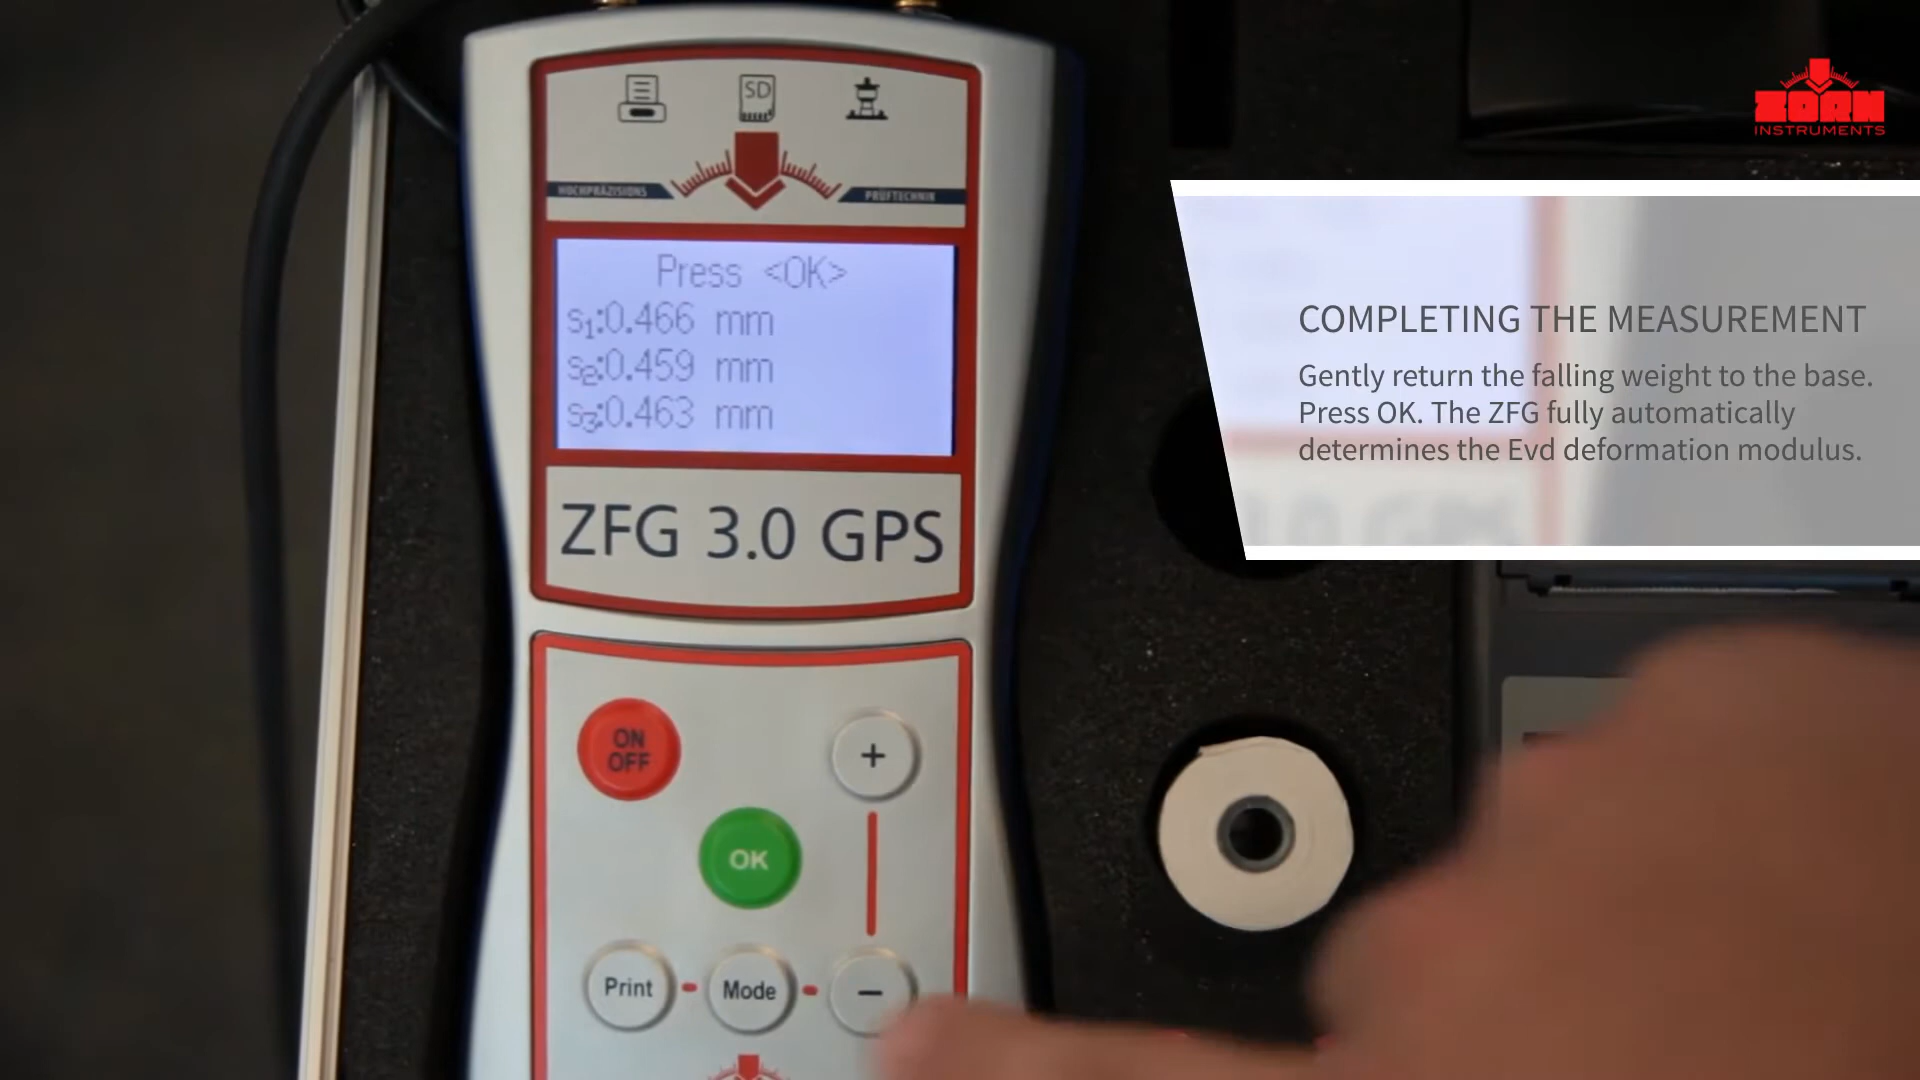 SD
HOCHPRÄZISIONS
PRÜFTECHNIK
Press <OK>
s1:0.466 mm
s2:0.459 mm
s3:0.463 mm
ZFG 3.0 GPS
ON
OFF
+
OK
Print
Mode
-
ZORN
INSTRUMENTS
COMPLETING THE MEASUREMENT
Gently return the falling weight to the base.
Press OK. The ZFG fully automatically
determines the Evd deformation modulus.